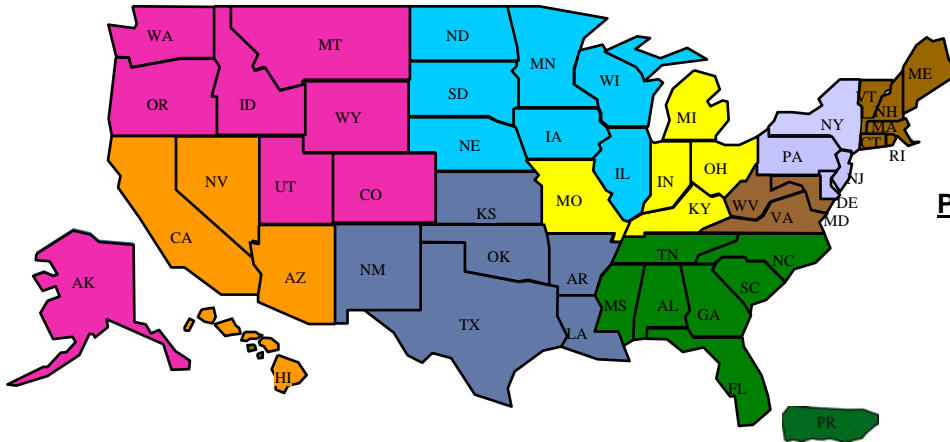 WA
MT
ND
MN
ME
WI
VT
OR
ID
SD
NH
WY
MI
NY
MA
IA
CT
RI
NE
PA
OH
NV
UT
CO
IL
IN
NJ
WV
DE
MO
KY
VA
P
KS
MD
CA
TN
OK
NC
AZ
NM
AR
AK
SC
MS
AL
GA
TX
LA
HI
FL
PR